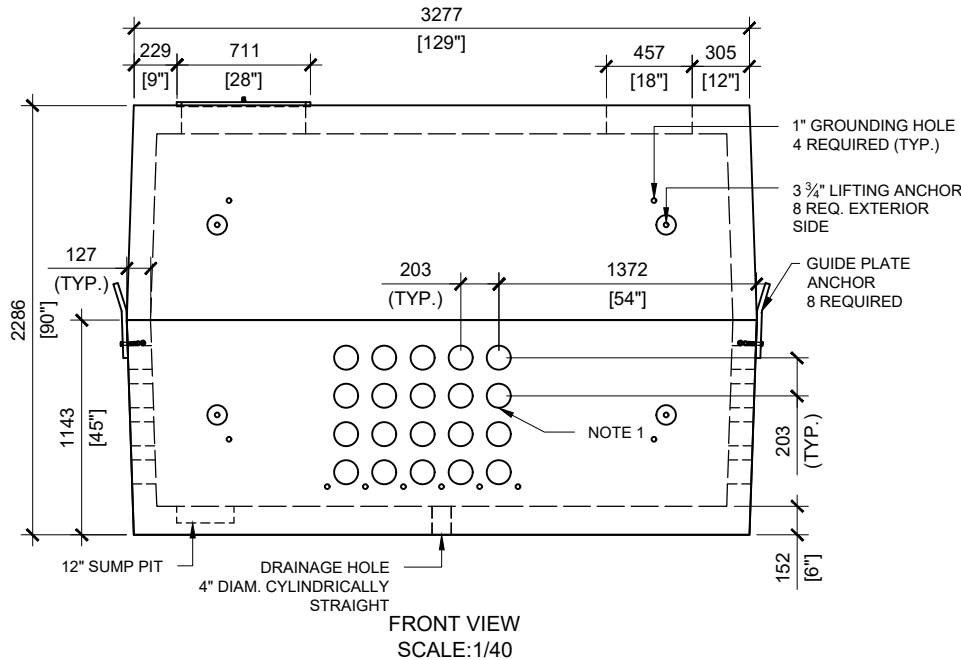 3277
[129"]
229
711
457
305
[9"]
[28"]
[18"]
[12"]
1" GROUNDING HOLE
4 REQUIRED (TYP.)
3 ¾" LIFTING ANCHOR
8 REQ. EXTERIOR
SIDE
127
(TYP.)
203
(TYP.)
1372
[54"]
GUIDE PLATE
ANCHOR
8 REQUIRED
2286
[90"]
1143
[45"]
NOTE 1
203
(TYP.)
12" SUMP PIT
DRAINAGE HOLE
4" DIAM. CYLINDRICALLY
STRAIGHT
152
[6"]
FRONT VIEW
SCALE:1/40